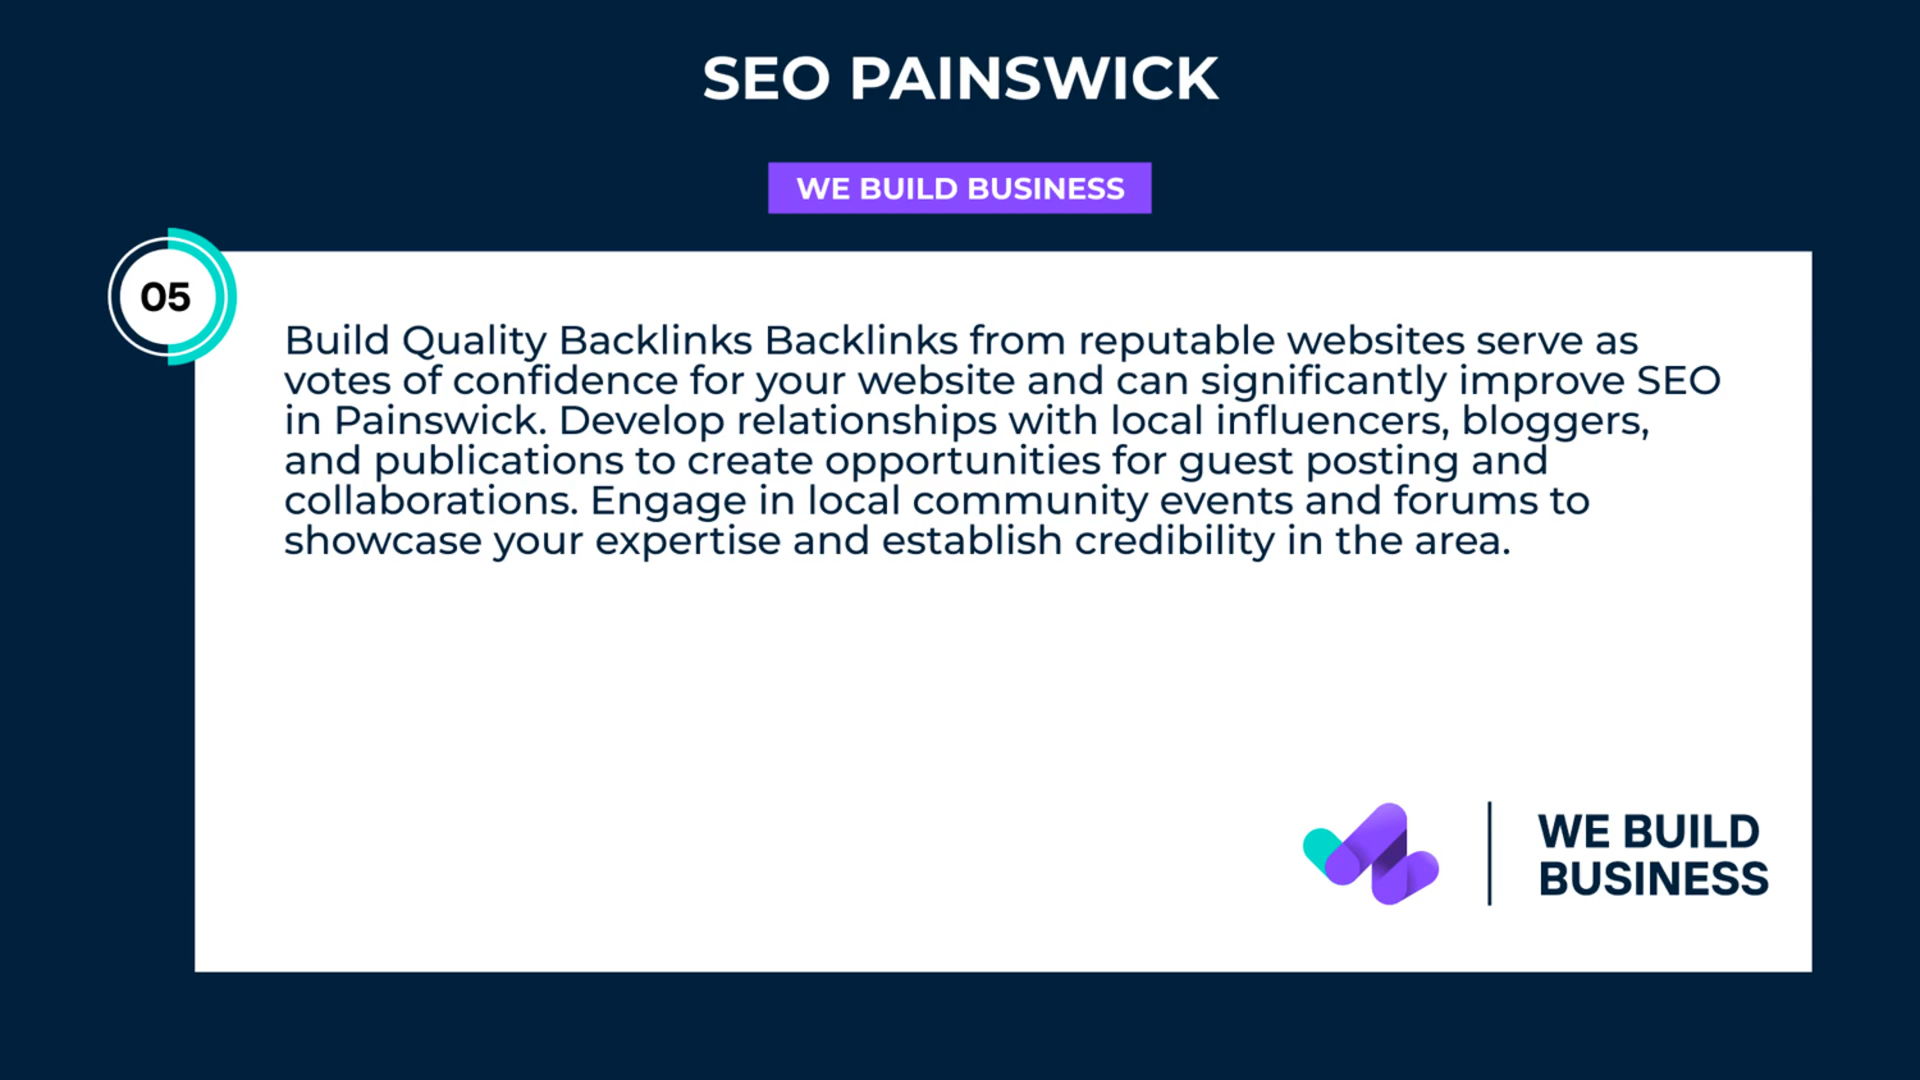 SEO PAINSWICK
WE BUILD BUSINESS
05
Build Quality Backlinks Backlinks from reputable websites serve as
votes of confidence for your website and can significantly improve SEO
in Painswick. Develop relationships with local influencers, bloggers,
and publications to create opportunities for guest posting and
collaborations. Engage in local community events and forums to
showcase your expertise and establish credibility in the area.
WE BUILD
BUSINESS